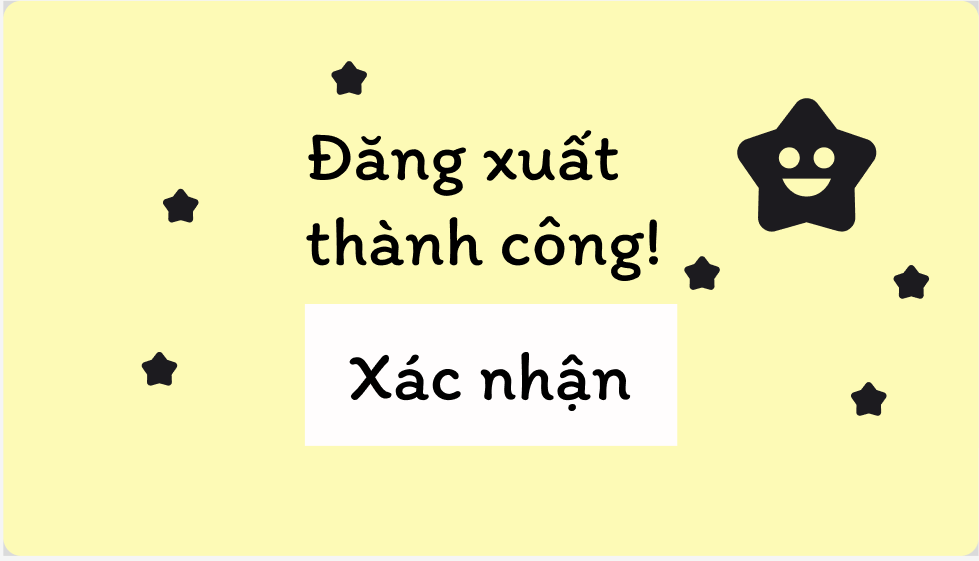 Đăng xuất
thành công!
Xác nhận